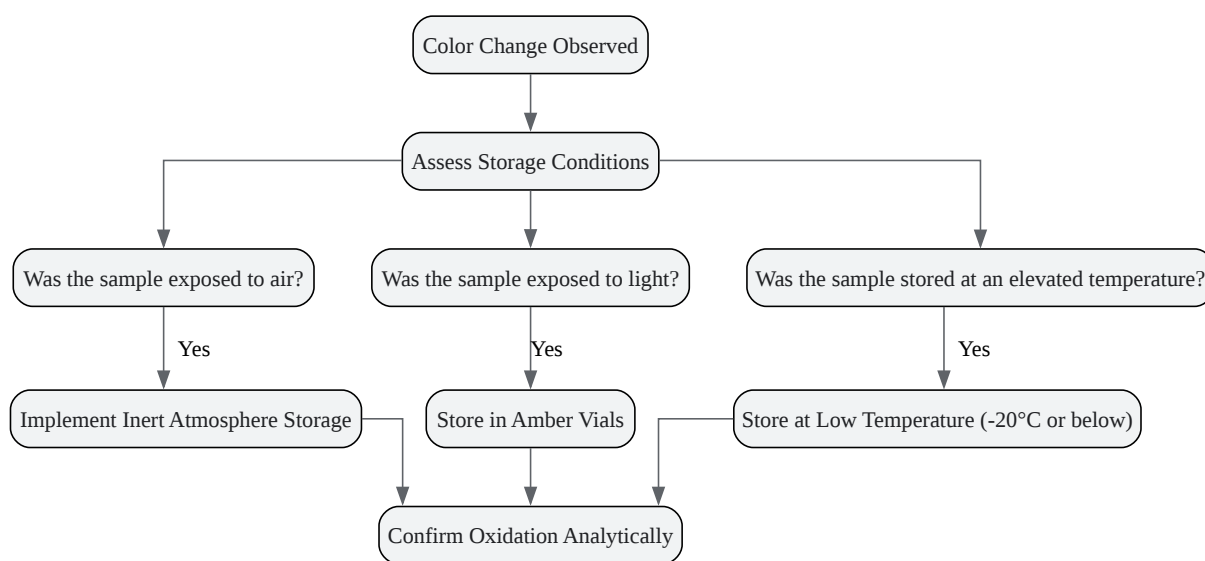 Color Change Observed
Assess Storage Conditions
Was the sample exposed to air?
Was the sample exposed to light?
Was the sample stored at an elevated temperature?
Yes
Yes
Yes
Implement Inert Atmosphere Storage
Store in Amber Vials
Store at Low Temperature (-20°C or below)
Confirm Oxidation Analytically